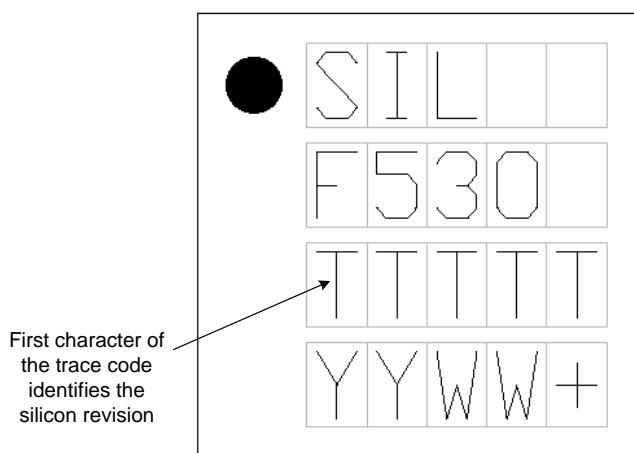 SIL
F530
TTTTT
YYWW+
First character of
the trace code
identifies the
silicon revision